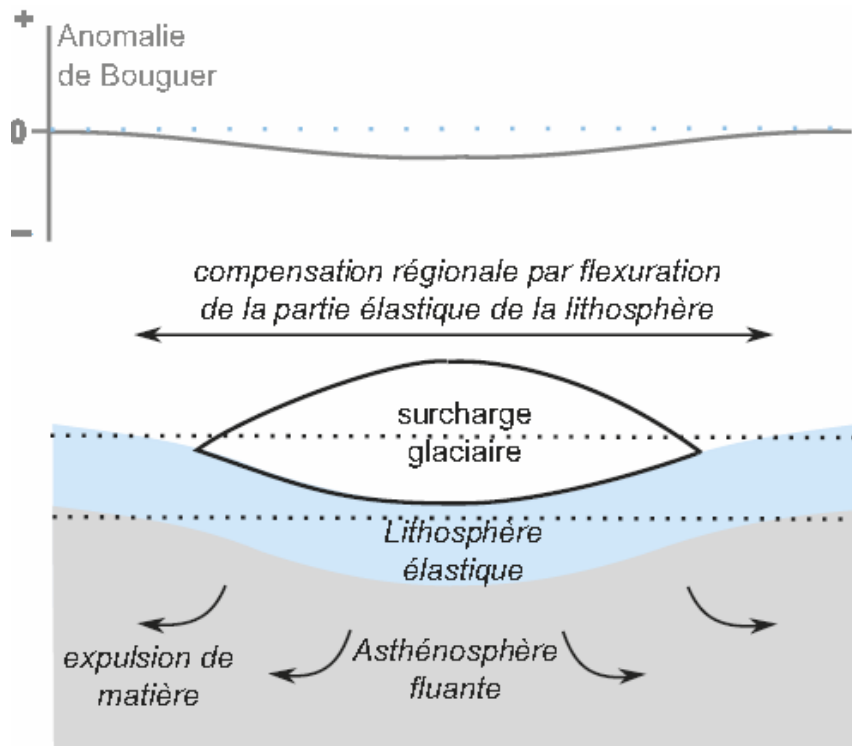 +
Anomalie
de Bouguer
0
−
compensation régionale par flexuration
de la partie élastique de la lithosphère
surcharge
glaciaire
Lithosphère
élastique
expulsion de
matière
Asthénosphère
fluante